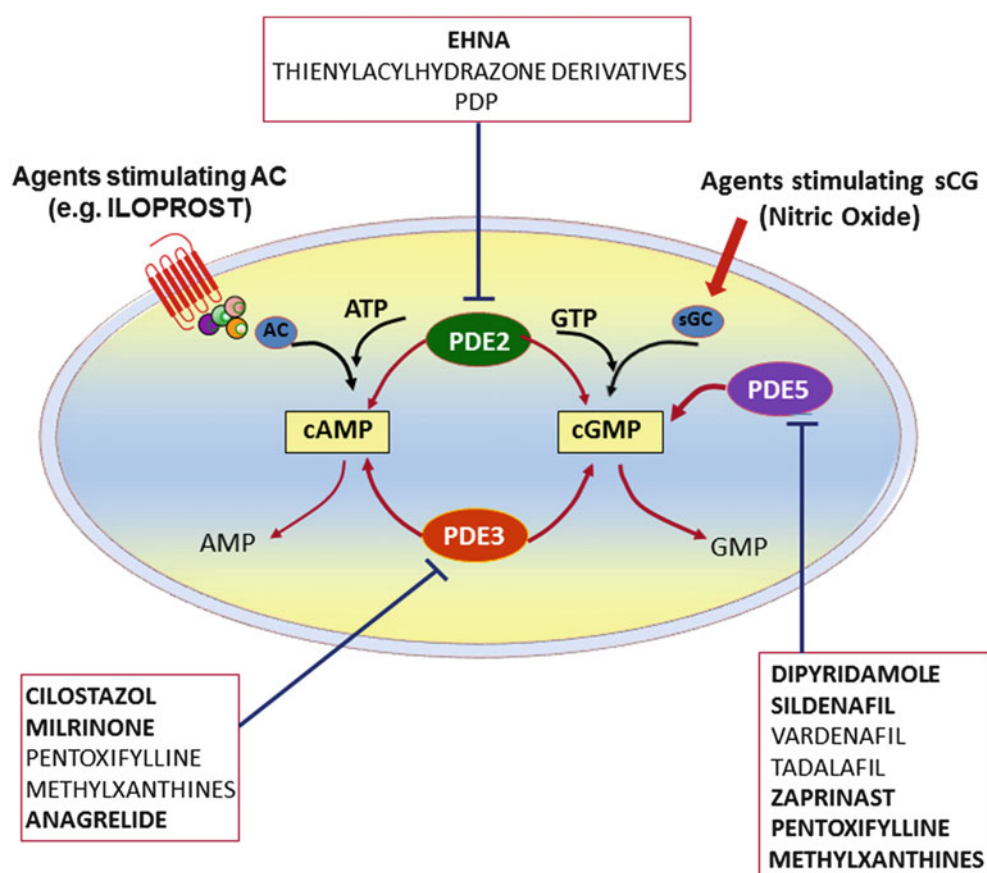 EHNA
THIENYLACYLHYDRAZONE DERIVATIVES
PDP
Agents stimulating AC
(e.g. ILOPROST)
Agents stimulating sCG
(Nitric Oxide)
AC
ATP
PDE2
GTP
sGC
PDE5
cAMP
cGMP
AMP
PDE3
GMP
CILOSTAZOL
MILRINONE
PENTOXIFYLLINE
METHYLXANTHINES
ANAGRELIDE
DIPYRIDAMOLE
SILDENAFIL
VARDENAFIL
TADALAFIL
ZAPRINAST
PENTOXIFYLLINE
METHYLXANTHINES